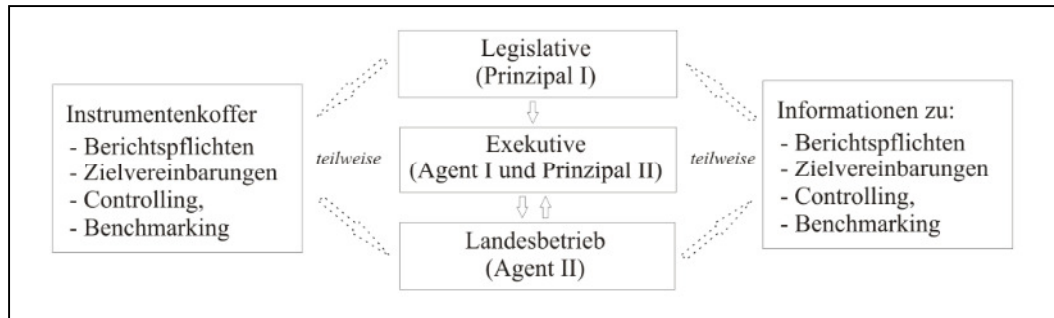 Legislative
(Prinzipal I)
Instrumentenkoffer
- Berichtspflichten
- Zielvereinbarungen
- Controlling,
- Benchmarking
teilweise
Exekutive
(Agent I und Prinzipal II)
teilweise
Informationen zu:
- Berichtspflichten
- Zielvereinbarungen
- Controlling,
- Benchmarking
Landesbetrieb
(Agent II)